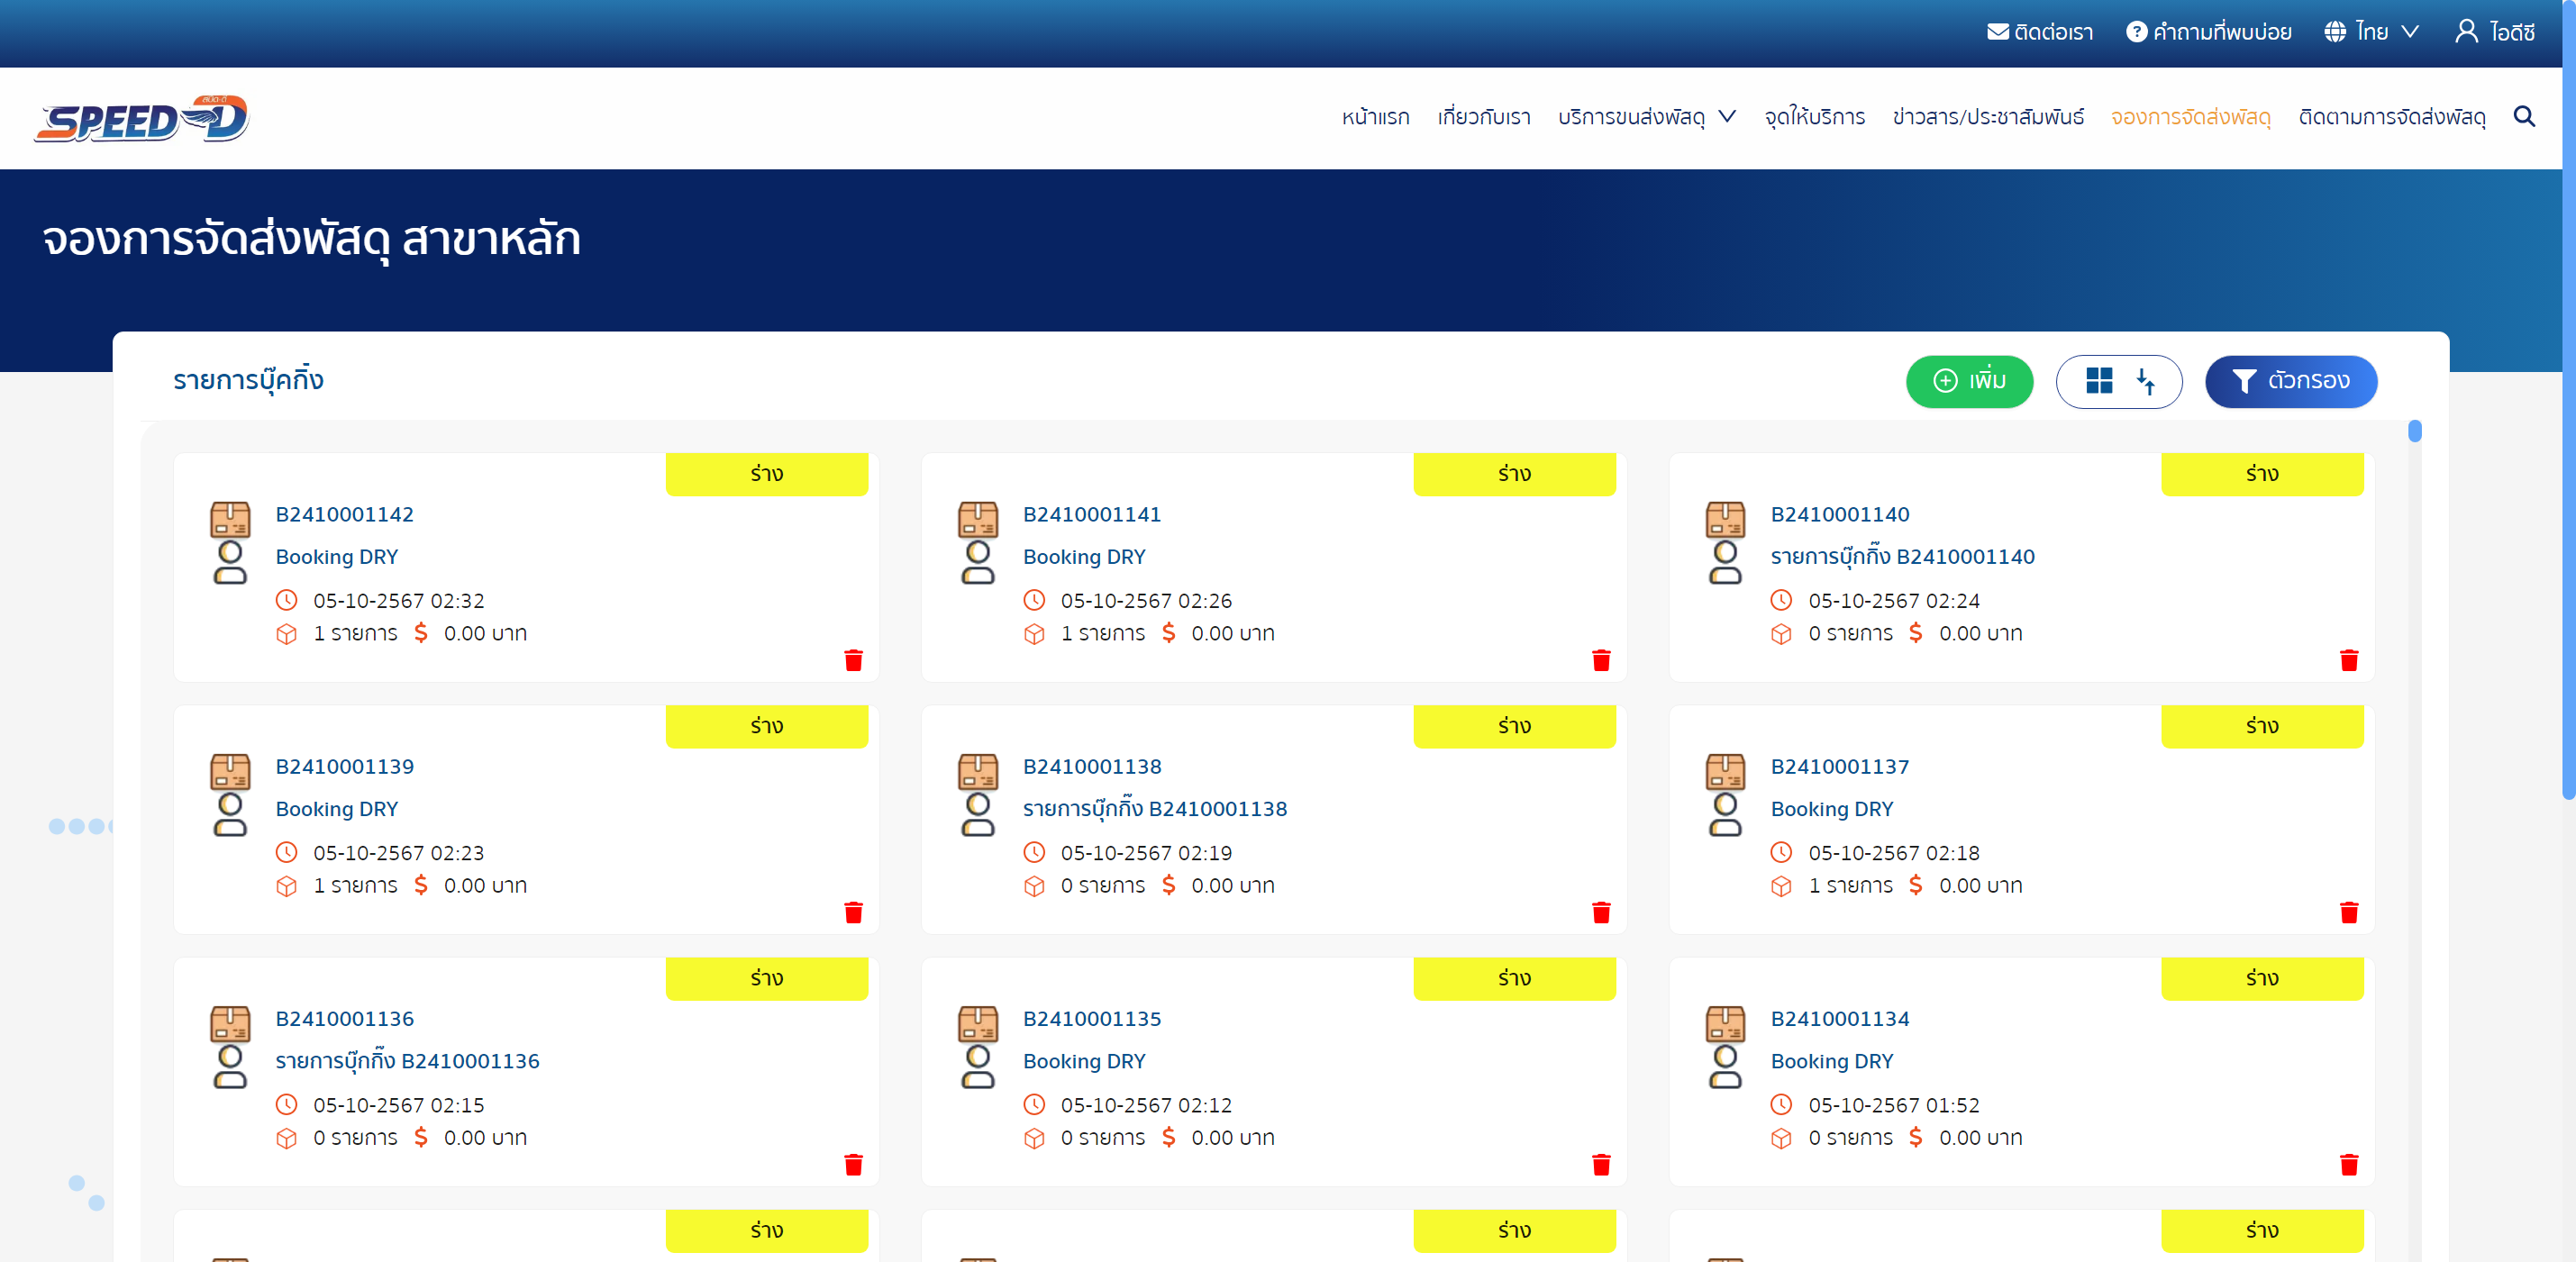 ติดต่อเรา คำถามที่พบบ่อย ไทย ไอดีซี
สปีด-ดี
SPEED-D
หน้าแรก เกี่ยวกับเรา บริการขนส่งพัสดุ จุดให้บริการ ข่าวสาร/ประชาสัมพันธ์ จองการจัดส่งพัสดุ ติดตามการจัดส่งพัสดุ
จองการจัดส่งพัสดุ สาขาหลัก
รายการบุ๊คกิ่ง เพิ่ม ตัวกรอง
ร่าง ร่าง ร่าง
B2410001142 B2410001141 B2410001140
Booking DRY Booking DRY รายการบุ๊กกิ๊ง B2410001140
05-10-2567 02:32 05-10-2567 02:26 05-10-2567 02:24
1 รายการ $ 0.00 บาท 1 รายการ $ 0.00 บาท 0 รายการ $ 0.00 บาท
ร่าง ร่าง ร่าง
B2410001139 B2410001138 B2410001137
Booking DRY รายการบุ๊กกิ๊ง B2410001138 Booking DRY
05-10-2567 02:23 05-10-2567 02:19 05-10-2567 02:18
1 รายการ $ 0.00 บาท 0 รายการ $ 0.00 บาท 1 รายการ $ 0.00 บาท
ร่าง ร่าง ร่าง
B2410001136 B2410001135 B2410001134
รายการบุ๊กกิ๊ง B2410001136 Booking DRY Booking DRY
05-10-2567 02:15 05-10-2567 02:12 05-10-2567 01:52
0 รายการ $ 0.00 บาท 0 รายการ $ 0.00 บาท 0 รายการ $ 0.00 บาท
ร่าง ร่าง ร่าง